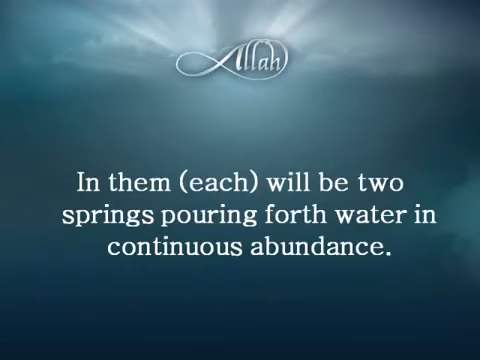 Allah
In them (each) will be two
springs pouring forth water in
continuous abundance.